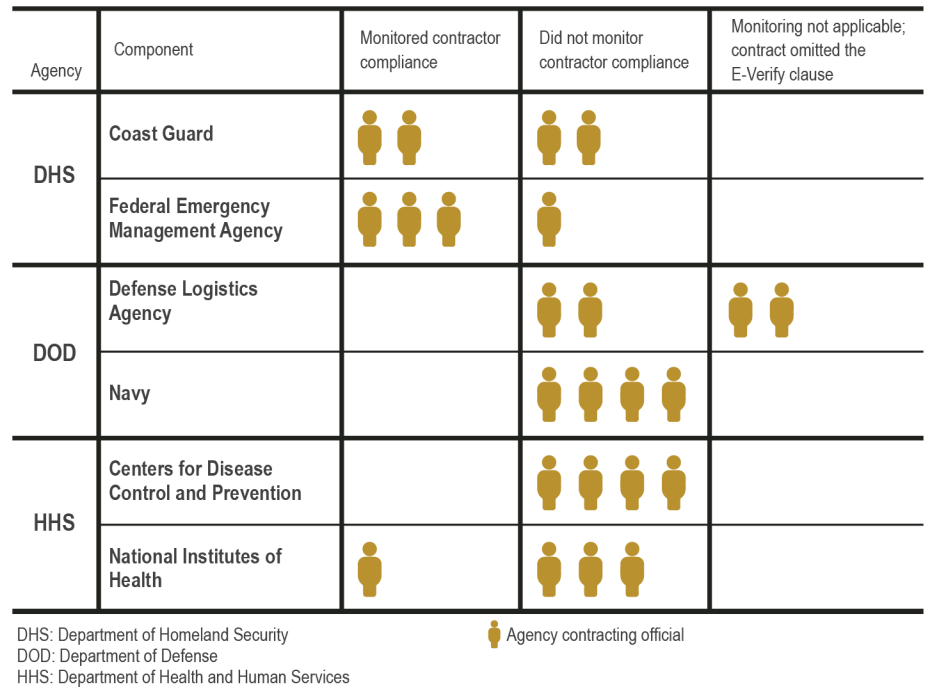 Agency
Component
Monitored contractor
compliance
Did not monitor
contractor compliance
Monitoring not applicable;
contract omitted the
E-Verify clause
DHS
Coast Guard
Federal Emergency
Management Agency
DOD
Defense Logistics
Agency
Navy
HHS
Centers for Disease
Control and Prevention
National Institutes of
Health
DHS: Department of Homeland Security
DOD: Department of Defense
HHS: Department of Health and Human Services
Agency contracting official